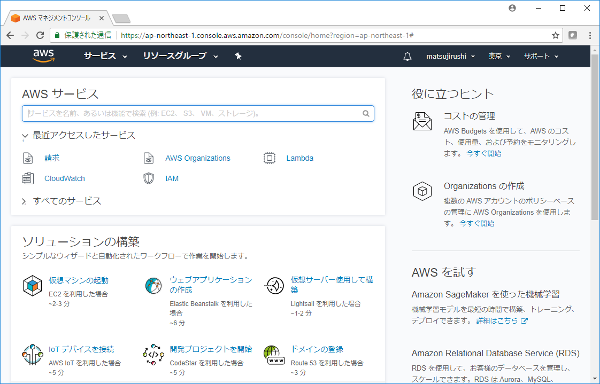 AWS マネジメントコンソール
保護された通信
https://ap-northeast-1.console.aws.amazon.com/console/home?region=ap-northeast-1#
aws
サービス
リソースグループ
matsujirushi
東京
サポート
AWS サービス
サービスを名前、あるいは機能で検索 (例: EC2、S3、VM、ストレージ)。
最近アクセスしたサービス
請求
AWS Organizations
Lambda
CloudWatch
IAM
すべてのサービス
ソリューションの構築
シンプルなウィザードと自動化されたワークフローで作業を開始します。
仮想マシンの起動
EC2 を利用した場合
~2-3 分
ウェブアプリケーション
の作成
Elastic Beanstalk を利用した
場合
~6 分
仮想サーバー使用して構
築
Lightsail を利用した場合
~1-2 分
IoT デバイスを接続
AWS IoT を利用した場合
~5 分
開発プロジェクトを開始
CodeStar を利用した場合
~5 分
ドメインの登録
Route 53 を利用した場合
~3 分
役に立つヒント
コストの管理
AWS Budgets を使用して、AWS のコス
ト、使用量、および予約をモニタリングし
ます。 今すぐ開始
Organizations の作成
複数の AWS アカウントのポリシーベース
の管理に AWS Organizations を使用しま
す。 今すぐ開始
AWS を試す
Amazon SageMaker を使った機械学習
機械学習モデルを最短の時間で構築、トレーニング、
デプロイできます。 詳細はこちら
Amazon Relational Database Service (RDS)
RDS を使用して、お客様のデータベースを管理し、
スケールできます。RDS は Aurora、MySQL、